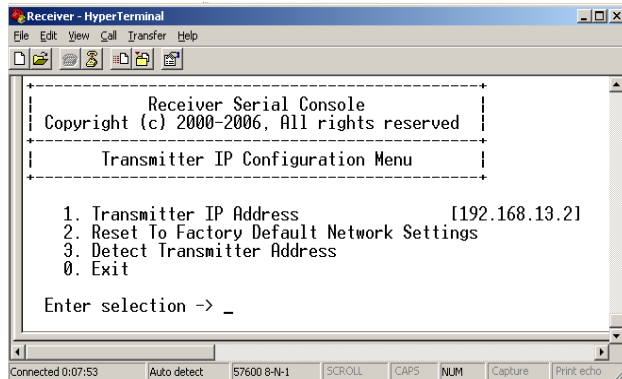 Receiver - HyperTerminal
File Edit View Call Transfer Help
Receiver Serial Console
Copyright (c) 2000-2006, All rights reserved
Transmitter IP Configuration Menu
1. Transmitter IP Address [192.168.13.2]
2. Reset To Factory Default Network Settings
3. Detect Transmitter Address
0. Exit
Enter selection -> _
Connected 0:07:53 Auto detect 57600 8-N-1 SCROLL CAPS NUM Capture Print echo